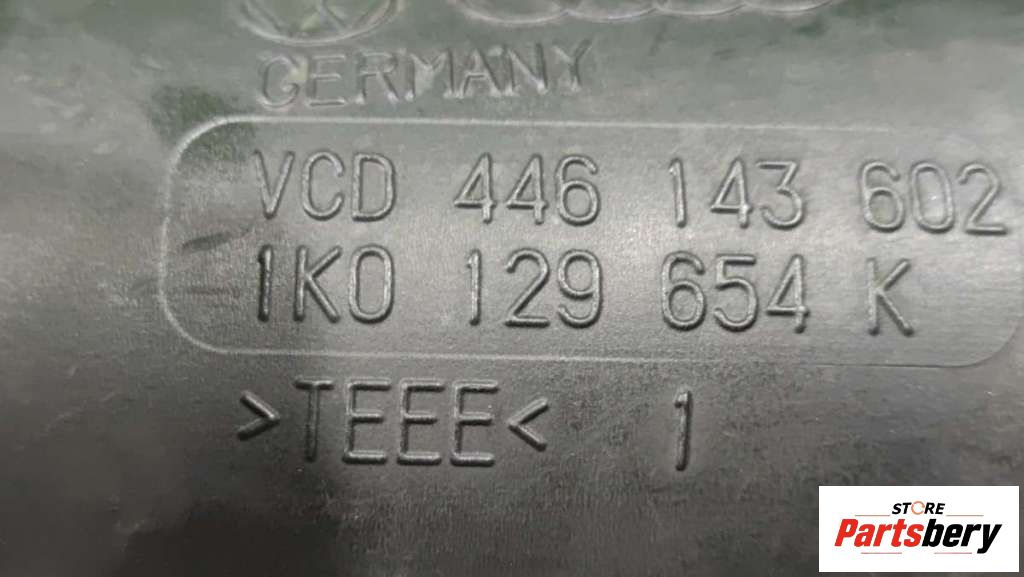 GERMANY
VCD 446 143 602
1K0 129 654 K
>TEEE< 1
STORE
Partsbery